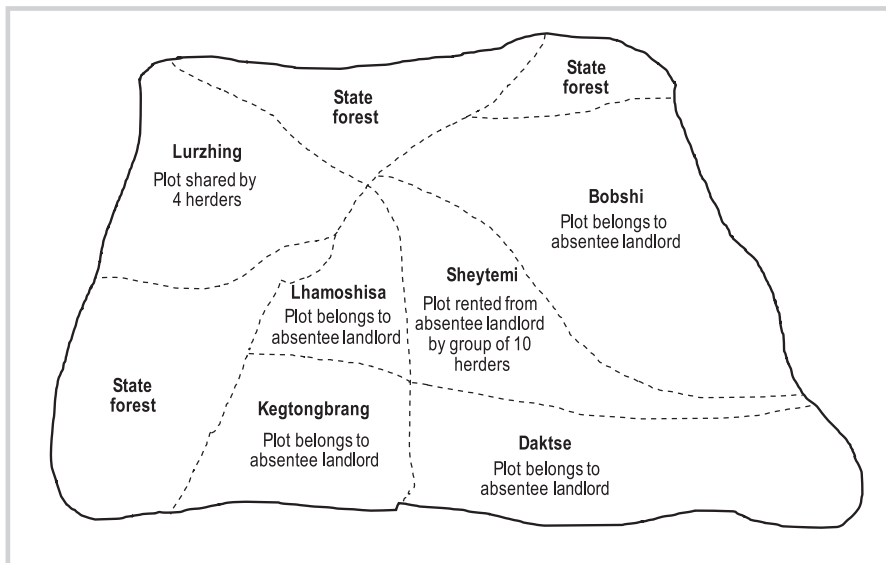 State
forest
State
forest
Lurzhing
Plot shared by
4 herders
Bobshi
Plot belongs to
absentee landlord
Lhamoshisa
Plot belongs to
absentee landlord
Sheytemi
Plot rented from
absentee landlord
by group of 10
herders
State
forest
Kegtongbrang
Plot belongs to
absentee landlord
Daktse
Plot belongs to
absentee landlord